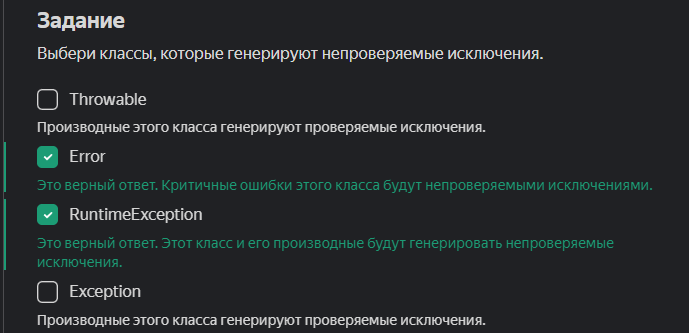 Задание
Выбери классы, которые генерируют непроверяемые исключения.
Throwable
Производные этого класса генерируют проверяемые исключения.
Error
Это верный ответ. Критичные ошибки этого класса будут непроверяемыми исключениями.
RuntimeException
Это верный ответ. Этот класс и его производные будут генерировать непроверяемые
исключения.
Exception
Производные этого класса генерируют проверяемые исключения.